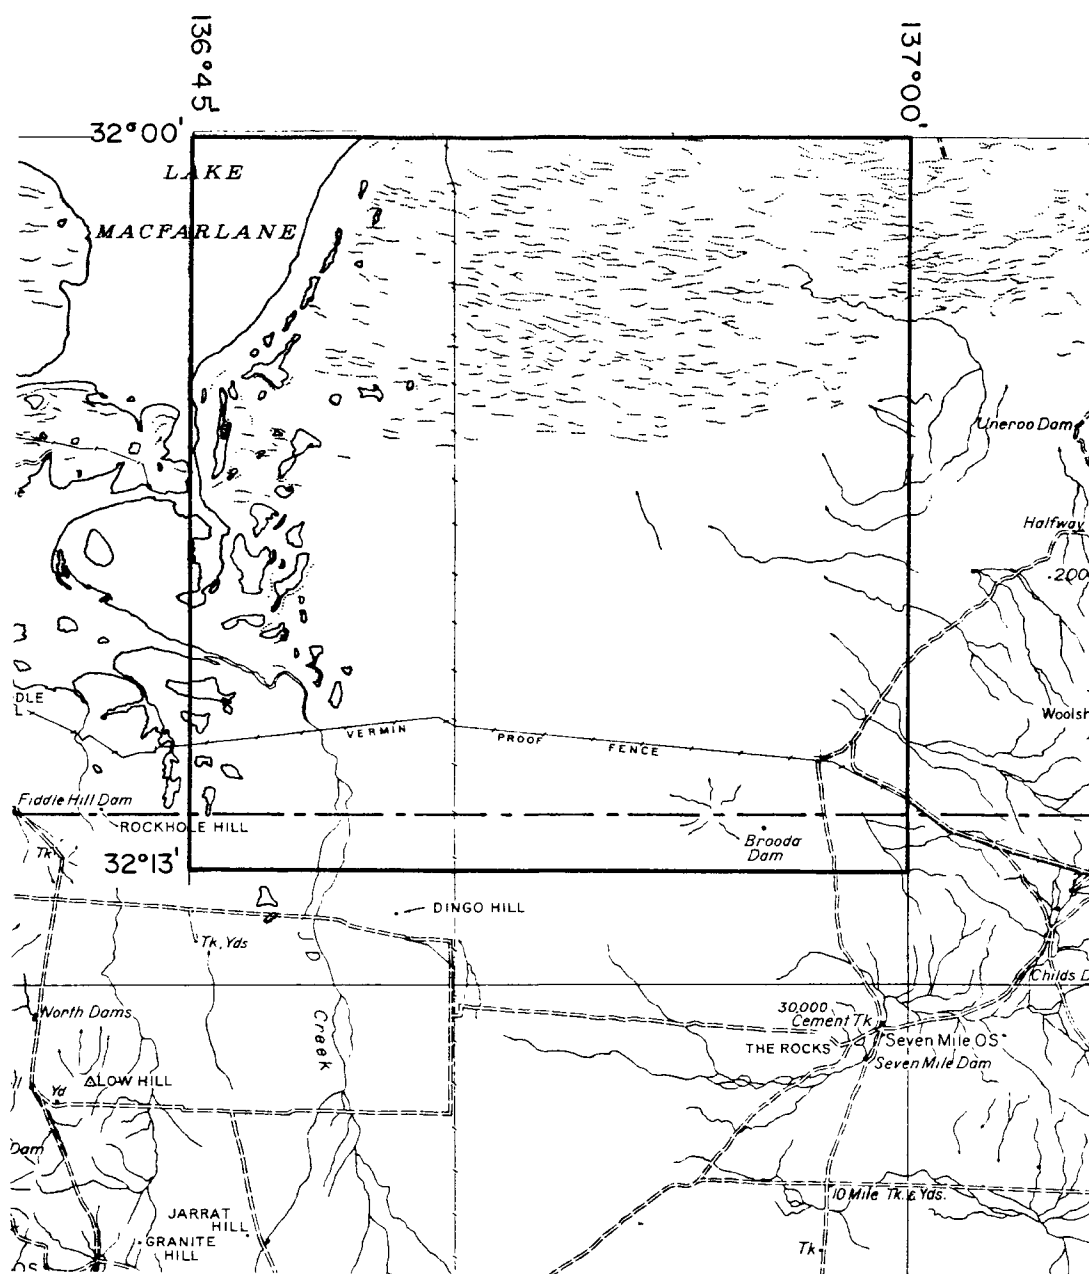 136°45'
137°00'
32°00'
LAKE
MACFARLANE
Uneroo Dam
Halfway
.200
DLE
L
Woolsh
VERMIN PROOF FENCE
Fiddle Hill Dam
ROCKHOLE HILL
Brooda
Dam
Tk
32°13'
DINGO HILL
Tk, Yds
JD Creek
Childs D
North Dams
30,000
Cement Tk
THE ROCKS
Seven Mile OS
Seven Mile Dam
LOW HILL
Yd
Dam
10 Mile Tk & Yds.
JARRAT
HILL
GRANITE
HILL
Tk
OS